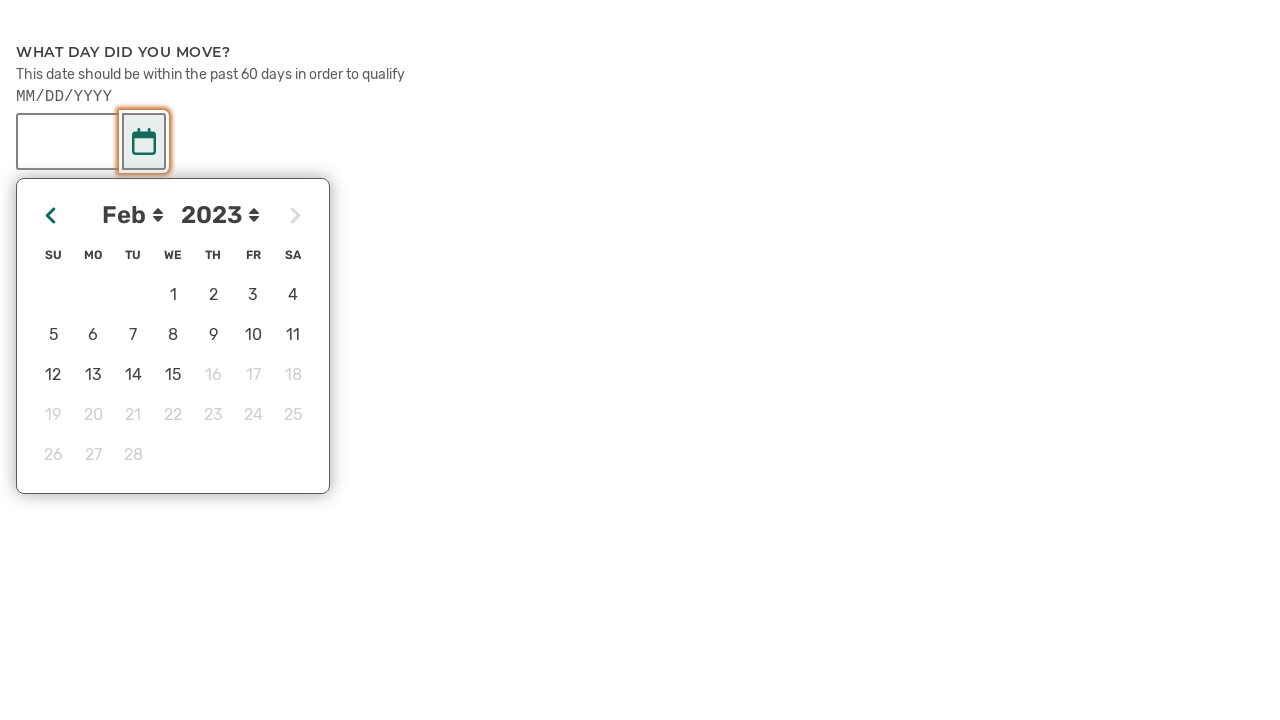 WHAT DAY DID YOU MOVE?
This date should be within the past 60 days in order to qualify
MM/DD/YYYY
Feb 2023
SU MO TU WE TH FR SA
1 2 3 4
5 6 7 8 9 10 11
12 13 14 15 16 17 18
19 20 21 22 23 24 25
26 27 28